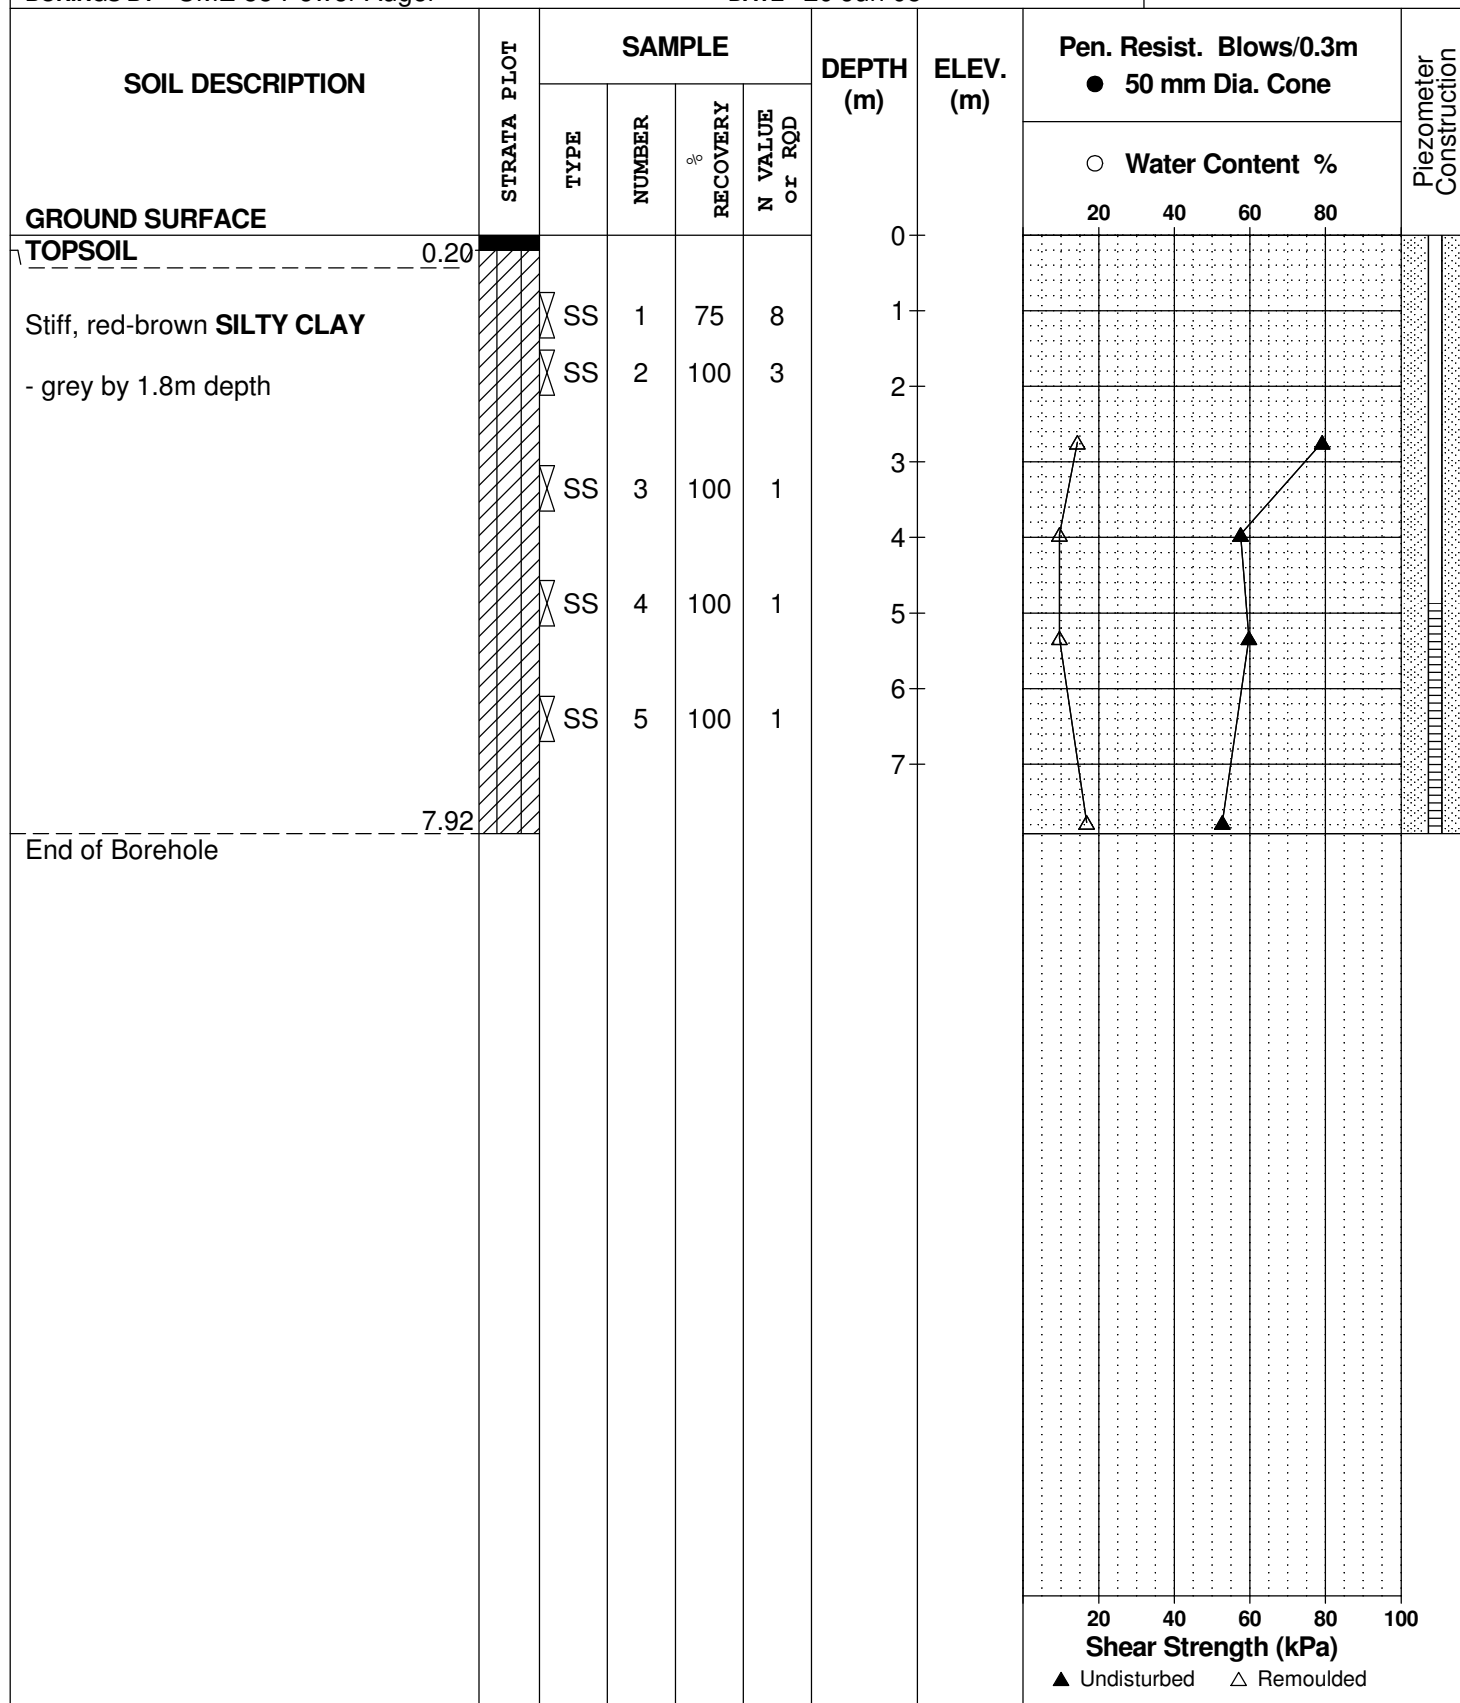 SOIL DESCRIPTION
GROUND SURFACE
STRATA PLOT
SAMPLE
TYPE
NUMBER
% RECOVERY
N VALUE or RQD
DEPTH
(m)
ELEV.
(m)
Pen. Resist. Blows/0.3m
● 50 mm Dia. Cone
○ Water Content %
20 40 60 80
Piezometer
Construction
TOPSOIL 0.20
Stiff, red-brown SILTY CLAY
- grey by 1.8m depth
7.92
End of Borehole
SS 1 75 8
SS 2 100 3
SS 3 100 1
SS 4 100 1
SS 5 100 1
0
1
2
3
4
5
6
7
20 40 60 80 100
Shear Strength (kPa)
▲ Undisturbed △ Remoulded